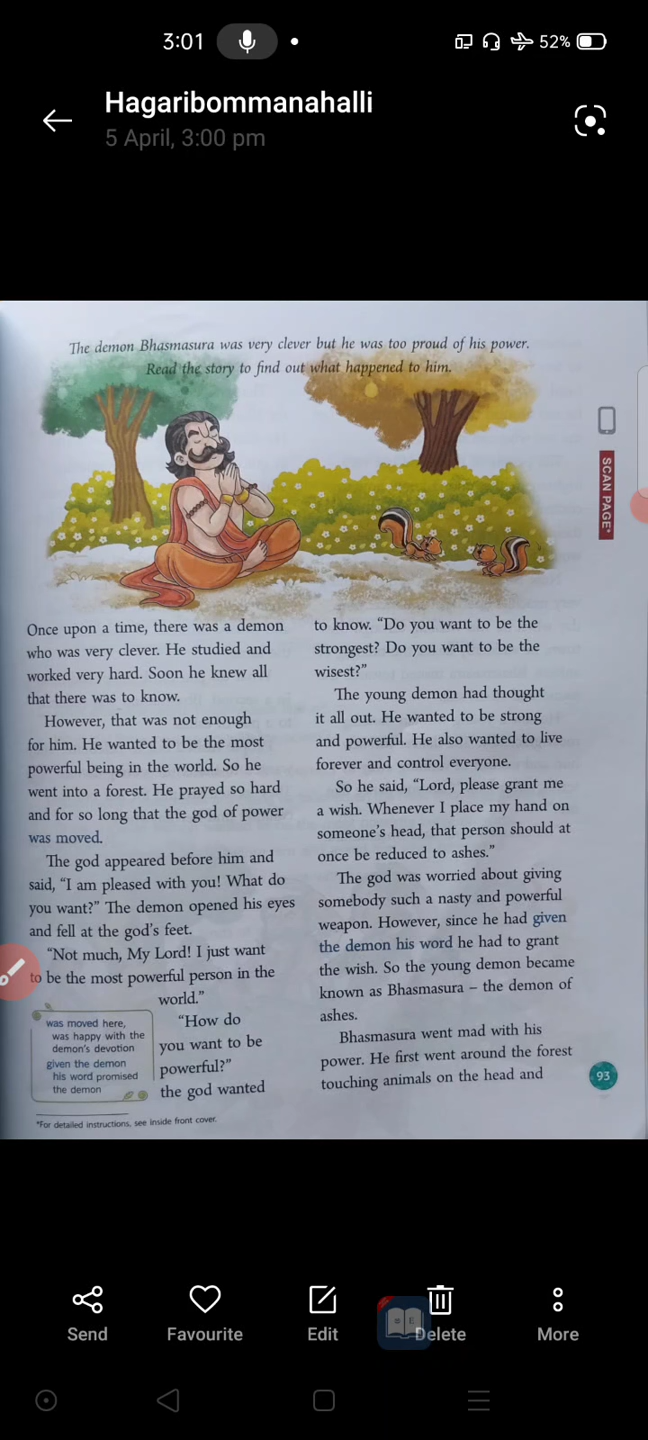 3:01
52%
Hagaribommanahalli
5 April, 3:00 pm
The demon Bhasmasura was very clever but he was too proud of his power.
Read the story to find out what happened to him.
SCAN PAGE*
Once upon a time, there was a demon
who was very clever. He studied and
worked very hard. Soon he knew all
that there was to know.
However, that was not enough
for him. He wanted to be the most
powerful being in the world. So he
went into a forest. He prayed so hard
and for so long that the god of power
was moved.
The god appeared before him and
said, “I am pleased with you! What do
you want?” The demon opened his eyes
and fell at the god’s feet.
“Not much, My Lord! I just want
to be the most powerful person in the
world.”
“How do
you want to be
powerful?”
the god wanted
was moved here,
was happy with the
demon’s devotion
given the demon
his word promised
the demon
*For detailed instructions, see inside front cover.
to know. “Do you want to be the
strongest? Do you want to be the
wisest?”
The young demon had thought
it all out. He wanted to be strong
and powerful. He also wanted to live
forever and control everyone.
So he said, “Lord, please grant me
a wish. Whenever I place my hand on
someone’s head, that person should at
once be reduced to ashes.”
The god was worried about giving
somebody such a nasty and powerful
weapon. However, since he had given
the demon his word he had to grant
the wish. So the young demon became
known as Bhasmasura – the demon of
ashes.
Bhasmasura went mad with his
power. He first went around the forest
touching animals on the head and
93
Send
Favourite
Edit
Delete
More